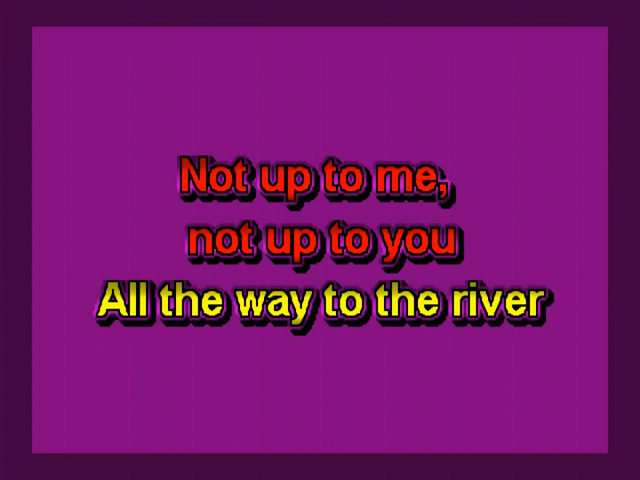 Not up to me,
not up to you
All the way to the river